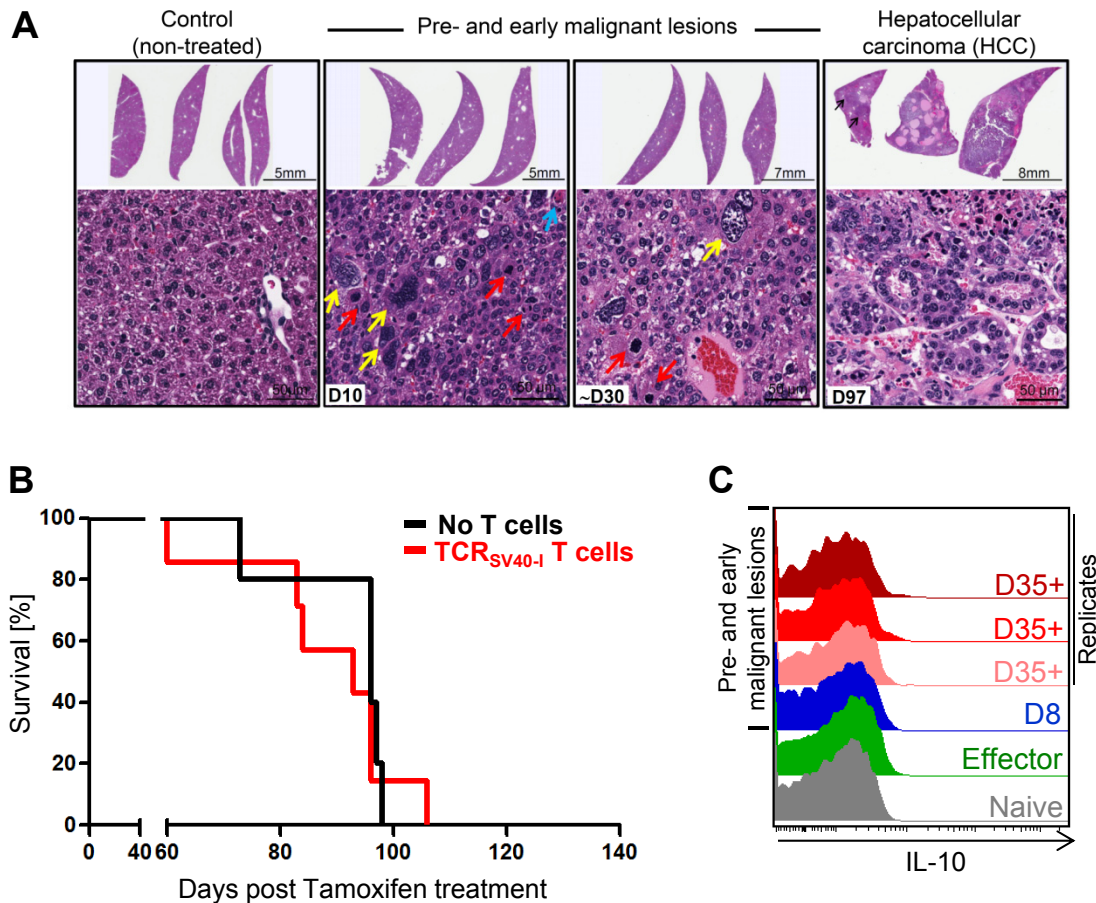 A
Control
(non-treated)
Pre- and early malignant lesions
Hepatocellular
carcinoma (HCC)
5mm
5mm
7mm
8mm
50µm
D10
50 µm
~D30
50 µm
D97
50 µm
B
No T cells
TCRSV40-I T cells
Survival [%]
100
80
60
40
20
0
0
40
60
80
100
120
140
Days post Tamoxifen treatment
C
Pre- and early
malignant lesions
D35+
D35+
D35+
D8
Effector
Naive
Replicates
IL-10